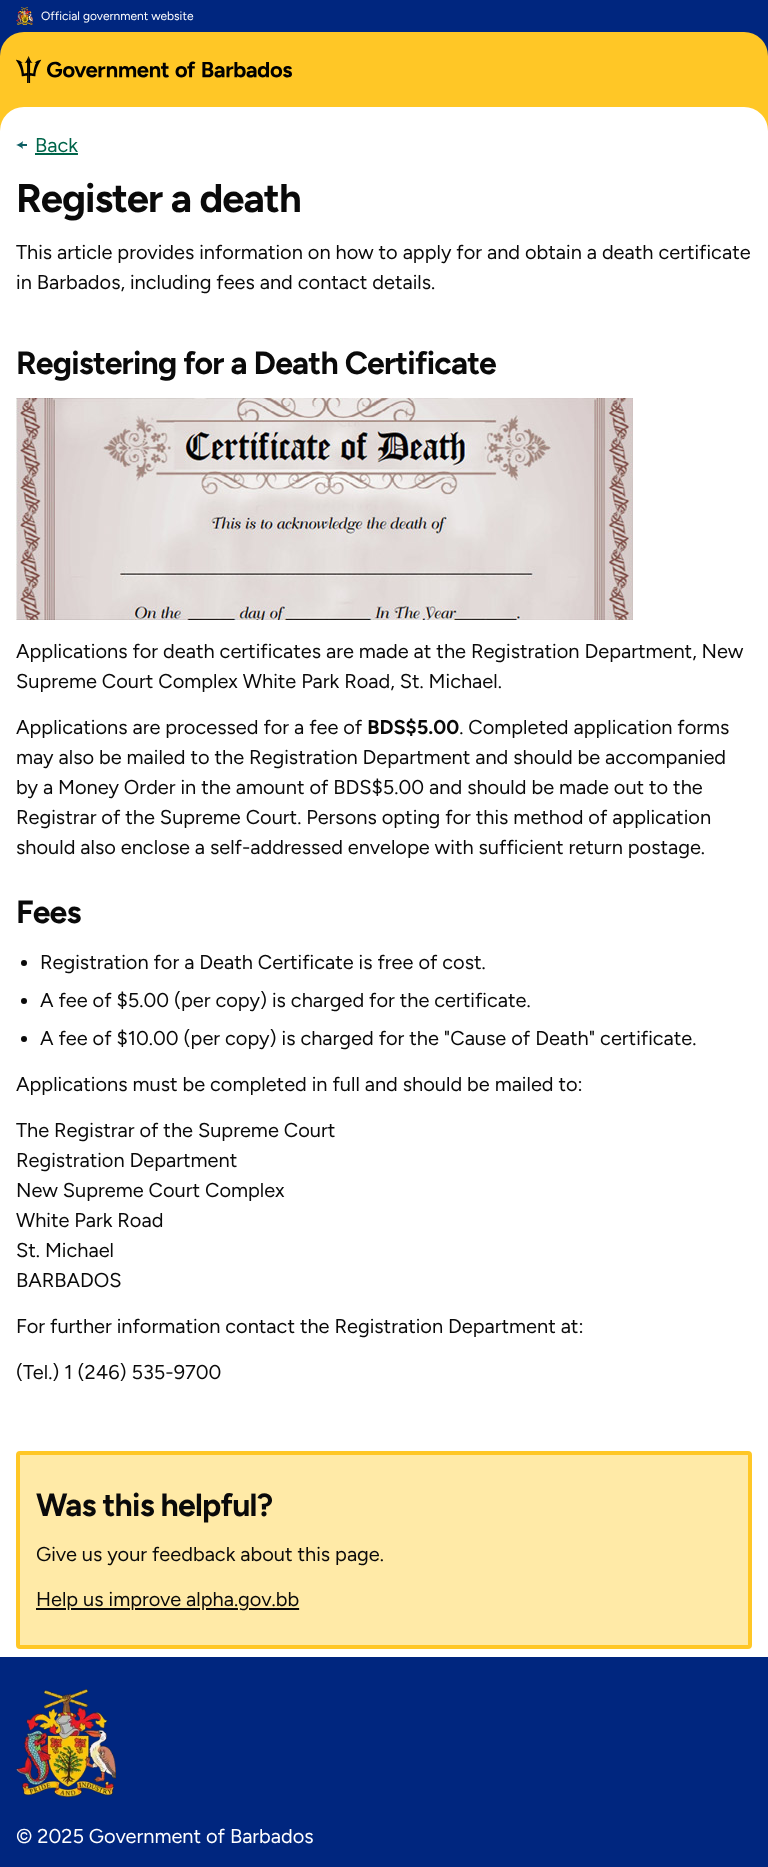 Official government website
Government of Barbados
Back
Register a death
This article provides information on how to apply for and obtain a death certificate
in Barbados, including fees and contact details.
Registering for a Death Certificate
Certificate of Death
This is to acknowledge the death of
On the ______ day of __________ In The Year_______.
Applications for death certificates are made at the Registration Department, New
Supreme Court Complex White Park Road, St. Michael.
Applications are processed for a fee of BDS$5.00. Completed application forms
may also be mailed to the Registration Department and should be accompanied
by a Money Order in the amount of BDS$5.00 and should be made out to the
Registrar of the Supreme Court. Persons opting for this method of application
should also enclose a self-addressed envelope with sufficient return postage.
Fees
• Registration for a Death Certificate is free of cost.
• A fee of $5.00 (per copy) is charged for the certificate.
• A fee of $10.00 (per copy) is charged for the "Cause of Death" certificate.
Applications must be completed in full and should be mailed to:
The Registrar of the Supreme Court
Registration Department
New Supreme Court Complex
White Park Road
St. Michael
BARBADOS
For further information contact the Registration Department at:
(Tel.) 1 (246) 535-9700
Was this helpful?
Give us your feedback about this page.
Help us improve alpha.gov.bb
PRIDE AND INDUSTRY
© 2025 Government of Barbados